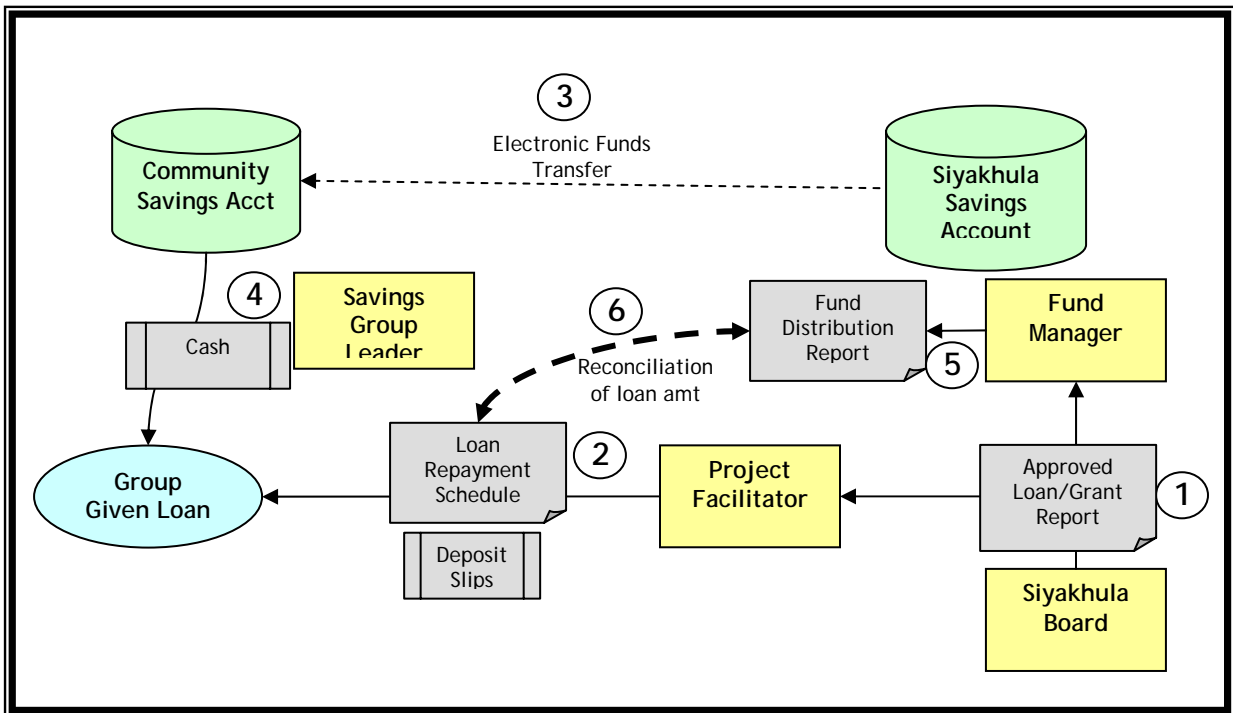 3
Electronic Funds
Transfer
Community
Savings Acct
Siyakhula
Savings
Account
4
Savings
Group
Leader
Cash
6
Reconciliation
of loan amt
Fund
Distribution
Report
5
Fund
Manager
Group
Given Loan
Loan
Repayment
Schedule
2
Deposit
Slips
Project
Facilitator
Approved
Loan/Grant
Report
1
Siyakhula
Board